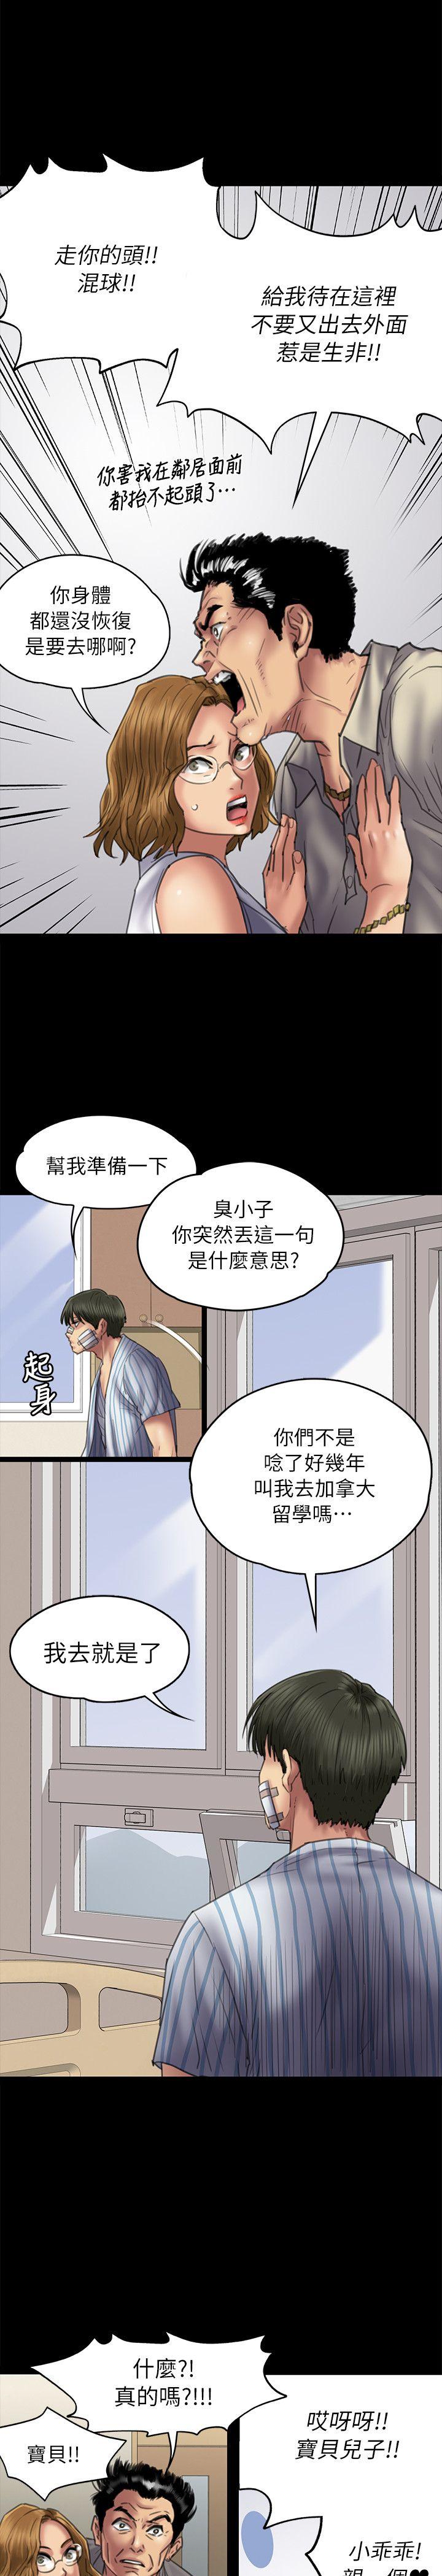 走你的頭!!
混球!!
給我待在這裡
不要又出去外面
惹是生非!!
你害我在鄰居面前
都抬不起頭了…
你身體
都還沒恢復
是要去哪啊?
幫我準備一下
臭小子
你突然丟這一句
是什麼意思?
起身
你們不是
唸了好幾年
叫我去加拿大
留學嗎…
我去就是了
什麼?!
真的嗎?!!!
寶貝!!
哎呀呀!!
寶貝兒子!!
小乖乖!